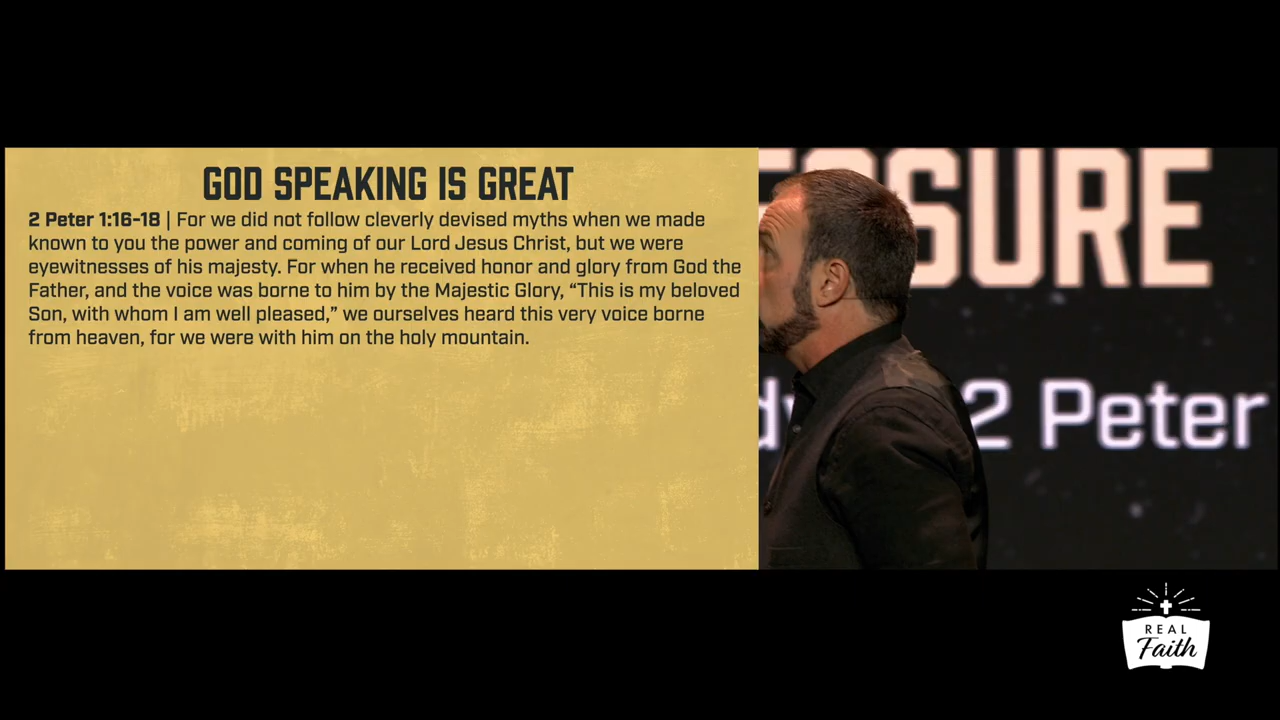 GOD SPEAKING IS GREAT
2 Peter 1:16-18 | For we did not follow cleverly devised myths when we made
known to you the power and coming of our Lord Jesus Christ, but we were
eyewitnesses of his majesty. For when he received honor and glory from God the
Father, and the voice was borne to him by the Majestic Glory, “This is my beloved
Son, with whom I am well pleased,” we ourselves heard this very voice borne
from heaven, for we were with him on the holy mountain.
2 Peter
REAL
Faith